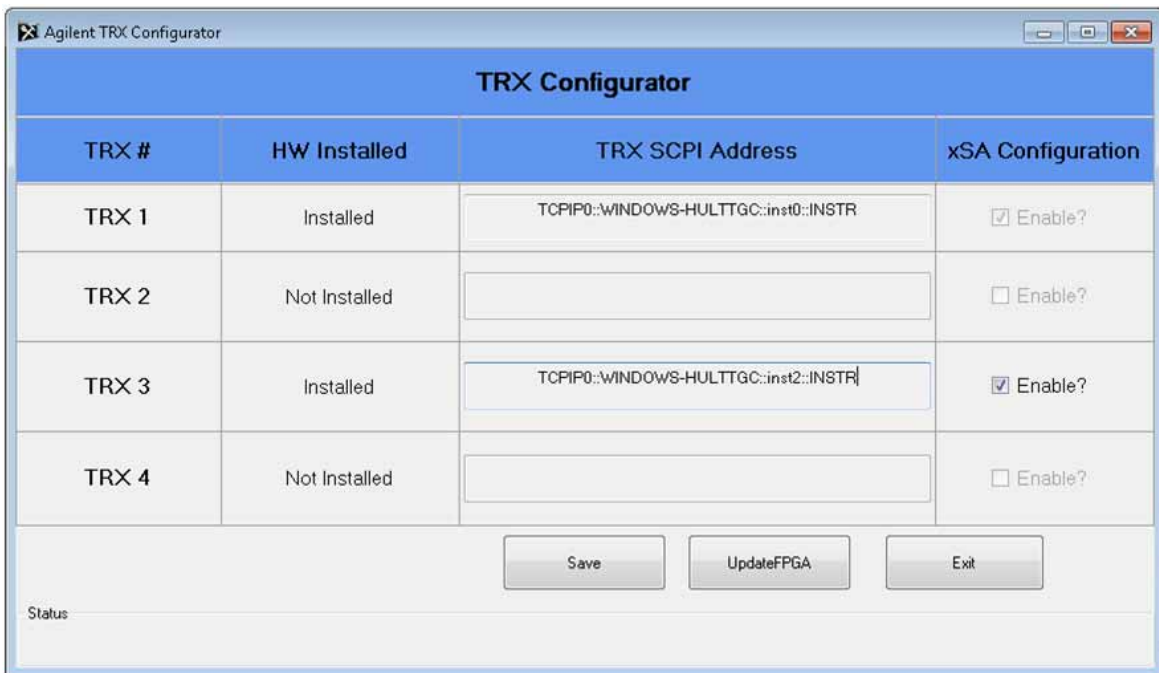 Agilent TRX Configurator
TRX Configurator
TRX # HW Installed TRX SCPI Address xSA Configuration
TRX 1 Installed TCPIP0::WINDOWS-HULTTGC::inst0::INSTR Enable?
TRX 2 Not Installed Enable?
TRX 3 Installed TCPIP0::WINDOWS-HULTTGC::inst2::INSTR Enable?
TRX 4 Not Installed Enable?
Save UpdateFPGA Exit
Status